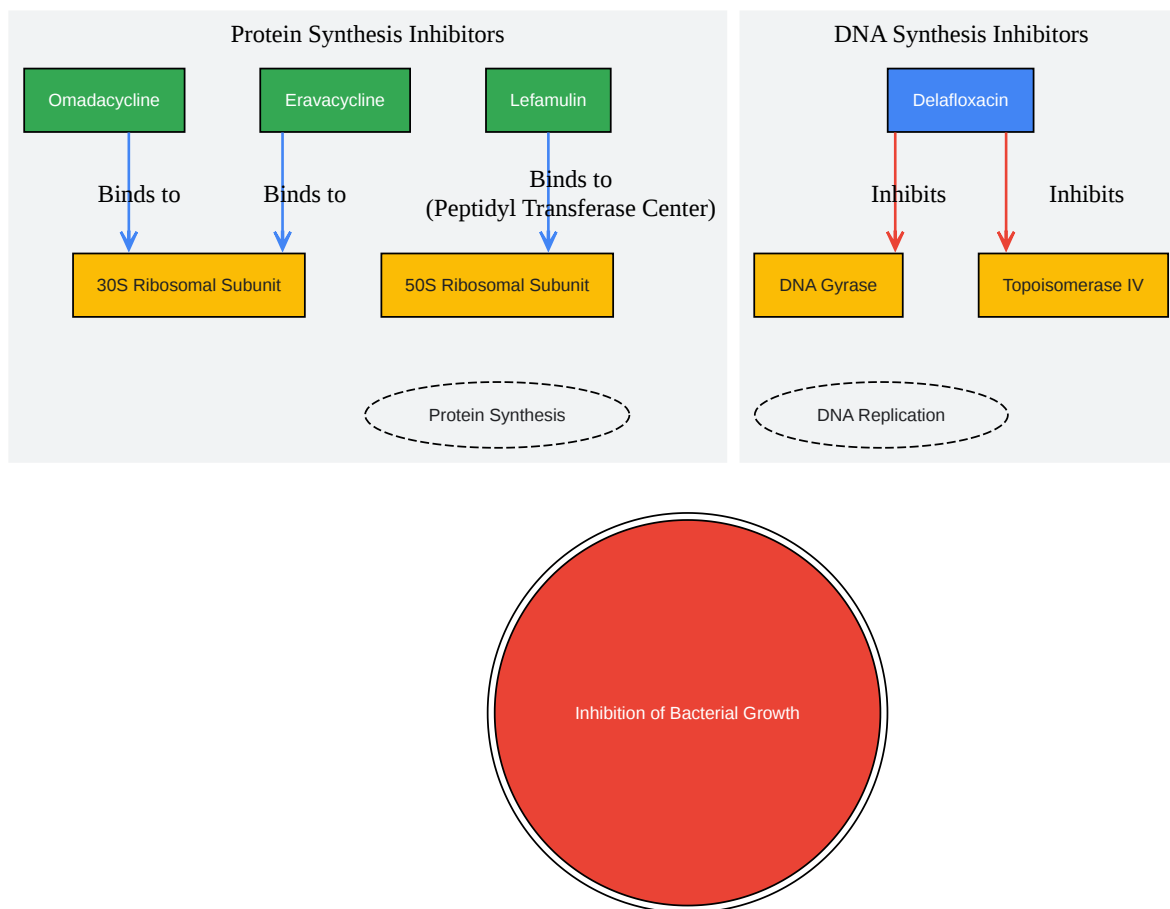 Protein Synthesis Inhibitors
DNA Synthesis Inhibitors
Omadacycline
Eravacycline
Lefamulin
Delafloxacin
Binds to
Binds to
Binds to
(Peptidyl Transferase Center)
Inhibits
Inhibits
30S Ribosomal Subunit
50S Ribosomal Subunit
DNA Gyrase
Topoisomerase IV
Protein Synthesis
DNA Replication
Inhibition of Bacterial Growth